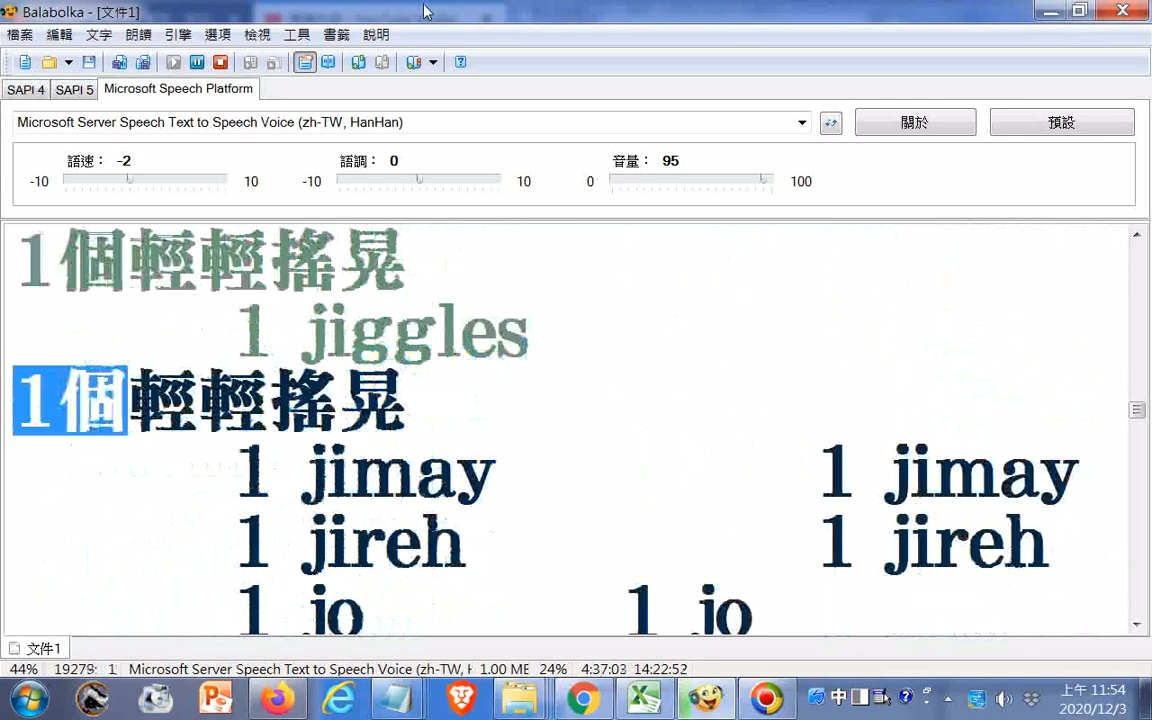 Balabolka - [文件1]
檔案 編輯 文字 朗讀 引擎 選項 檢視 工具 書籤 說明
SAPI 4 SAPI 5 Microsoft Speech Platform
Microsoft Server Speech Text to Speech Voice (zh-TW, HanHan) 關於 預設
語速： -2 語調： 0 音量： 95
-10 10 -10 10 0 100
1個輕輕搖晃
1 jiggles
1個輕輕搖晃
1 jimay 1 jimay
1 jireh 1 jireh
1 jo 1 jo
文件1
44% 19279: 1 Microsoft Server Speech Text to Speech Voice (zh-TW, 1.00 ME 24% 4:37:03 14:22:52
中 上午 11:54
2020/12/3